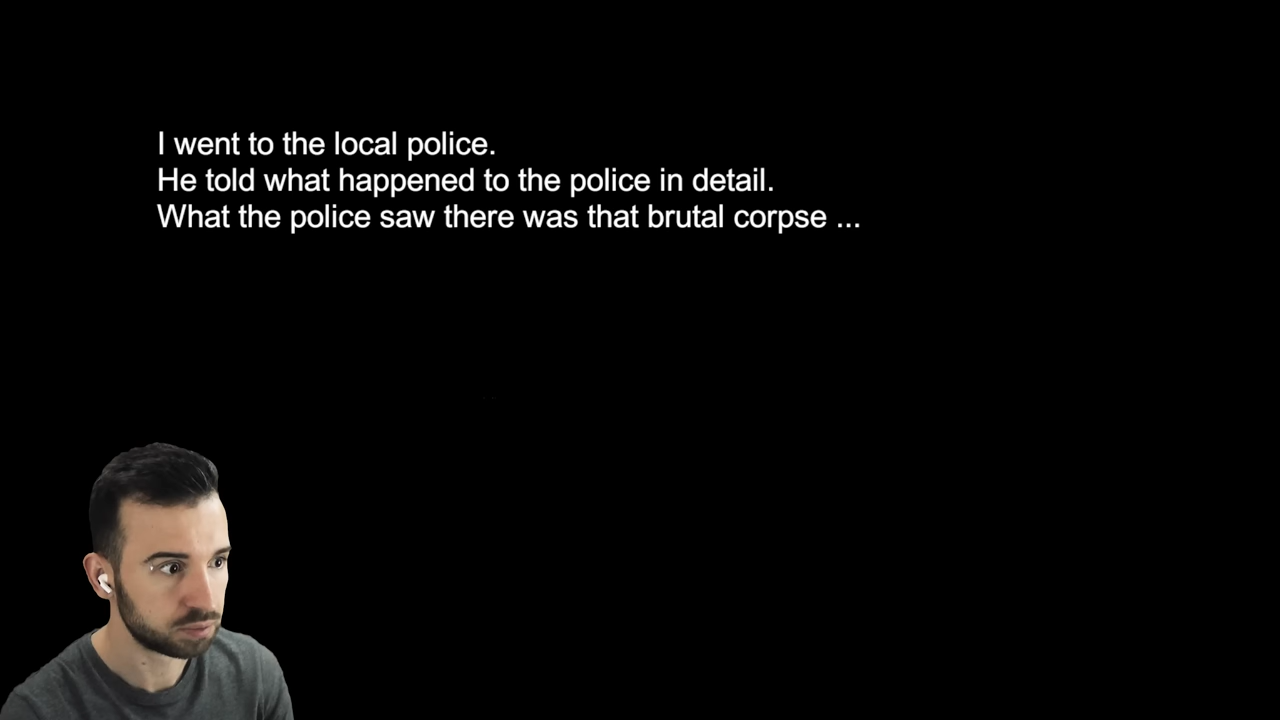 I went to the local police.
He told what happened to the police in detail.
What the police saw there was that brutal corpse ...